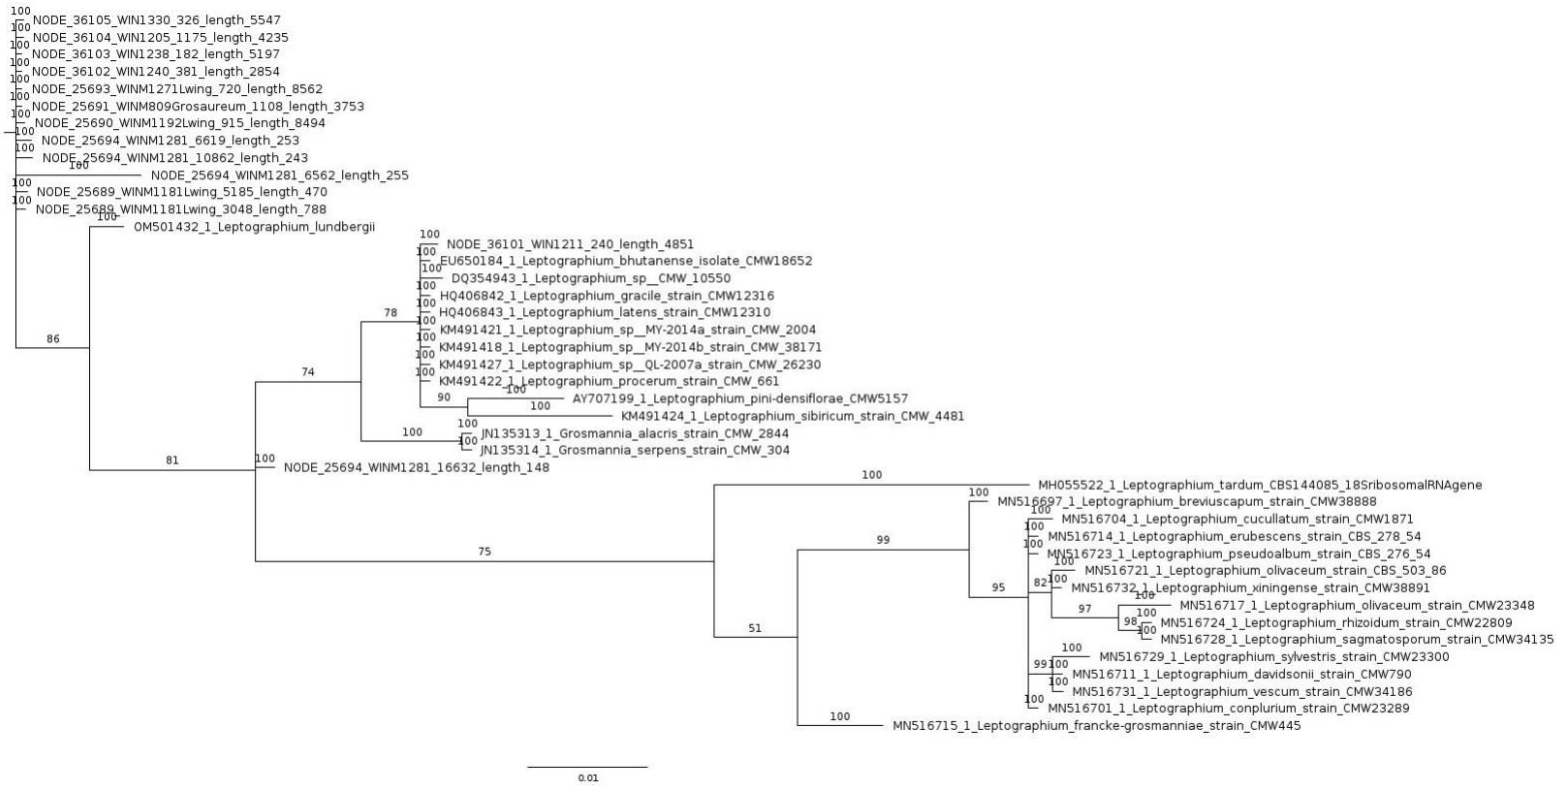 100
NODE_36105_WIN1330_326_length_5547
100
NODE_36104_WIN1205_1175_length_4235
100
NODE_36103_WIN1238_182_length_5197
100
NODE_36102_WIN1240_381_length_2854
100
NODE_25693_WINM1271Lwing_720_length_8562
100
NODE_25691_WINM809Grosaureum_1108_length_3753
100
NODE_25690_WINM1192Lwing_915_length_8494
100
NODE_25694_WINM1281_6619_length_253
100
NODE_25694_WINM1281_10862_length_243
100
NODE_25694_WINM1281_6562_length_255
100
NODE_25689_WINM1181Lwing_5185_length_470
100
NODE_25689_WINM1181Lwing_3048_length_788
100
OM501432_1_Leptographium_lundbergii
100
NODE_36101_WIN1211_240_length_4851
100
EU650184_1_Leptographium_bhutanense_isolate_CMW18652
100
DQ354943_1_Leptographium_sp__CMW_10550
100
HQ406842_1_Leptographium_gracile_strain_CMW12316
100
HQ406843_1_Leptographium_latens_strain_CMW12310
78
100
KM491421_1_Leptographium_sp__MY-2014a_strain_CMW_2004
100
KM491418_1_Leptographium_sp__MY-2014b_strain_CMW_38171
86
100
KM491427_1_Leptographium_sp__QL-2007a_strain_CMW_26230
74
100
KM491422_1_Leptographium_procerum_strain_CMW_661
100
AY707199_1_Leptographium_pini-densiflorae_CMW5157
90
100
KM491424_1_Leptographium_sibiricum_strain_CMW_4481
100
100
JN135313_1_Grosmannia_alacris_strain_CMW_2844
100
JN135314_1_Grosmannia_serpens_strain_CMW_304
81
100
NODE_25694_WINM1281_16632_length_148
100
MH055522_1_Leptographium_tardum_CBS144085_18SribosomalRNAgene
100
MN516697_1_Leptographium_breviuscapum_strain_CMW38888
100
MN516704_1_Leptographium_cucullatum_strain_CMW1871
100
MN516714_1_Leptographium_erubescens_strain_CBS_278_54
99
100
MN516723_1_Leptographium_pseudoalbum_strain_CBS_276_54
75
100
MN516721_1_Leptographium_olivaceum_strain_CBS_503_86
95
82
100
MN516732_1_Leptographium_xiningense_strain_CMW38891
100
MN516717_1_Leptographium_olivaceum_strain_CMW23348
97
100
MN516724_1_Leptographium_rhizoidum_strain_CMW22809
98
100
MN516728_1_Leptographium_sagmatosporum_strain_CMW34135
51
100
MN516729_1_Leptographium_sylvestris_strain_CMW23300
99
100
MN516711_1_Leptographium_davidsonii_strain_CMW790
100
MN516731_1_Leptographium_vescum_strain_CMW34186
100
MN516701_1_Leptographium_conplurium_strain_CMW23289
100
MN516715_1_Leptographium_francke-grosmanniae_strain_CMW445
0.01